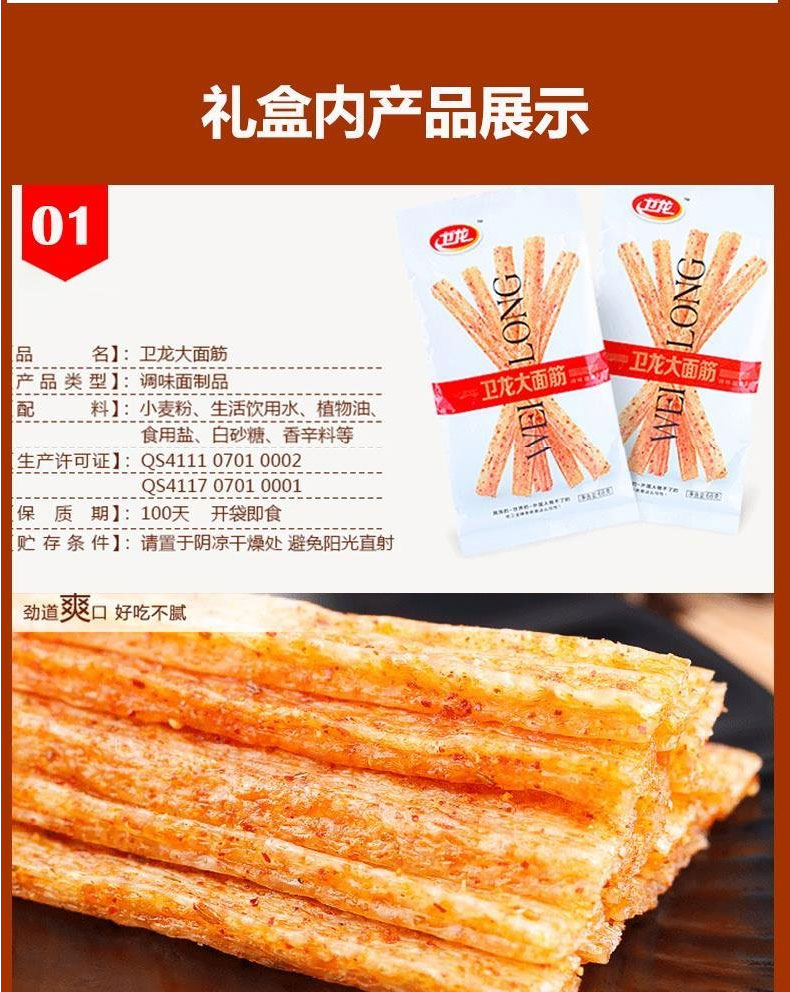 礼盒内产品展示
01
卫龙
卫龙
WEI LONG
WEI LONG
卫龙大面筋
卫龙大面筋
品 名】：卫龙大面筋
产品类型】：调味面制品
配 料】：小麦粉、生活饮用水、植物油、
食用盐、白砂糖、香辛料等
生产许可证】：QS4111 0701 0002
QS4117 0701 0001
保 质 期】：100天 开袋即食
贮存条件】：请置于阴凉干燥处 避免阳光直射
劲道爽口 好吃不腻